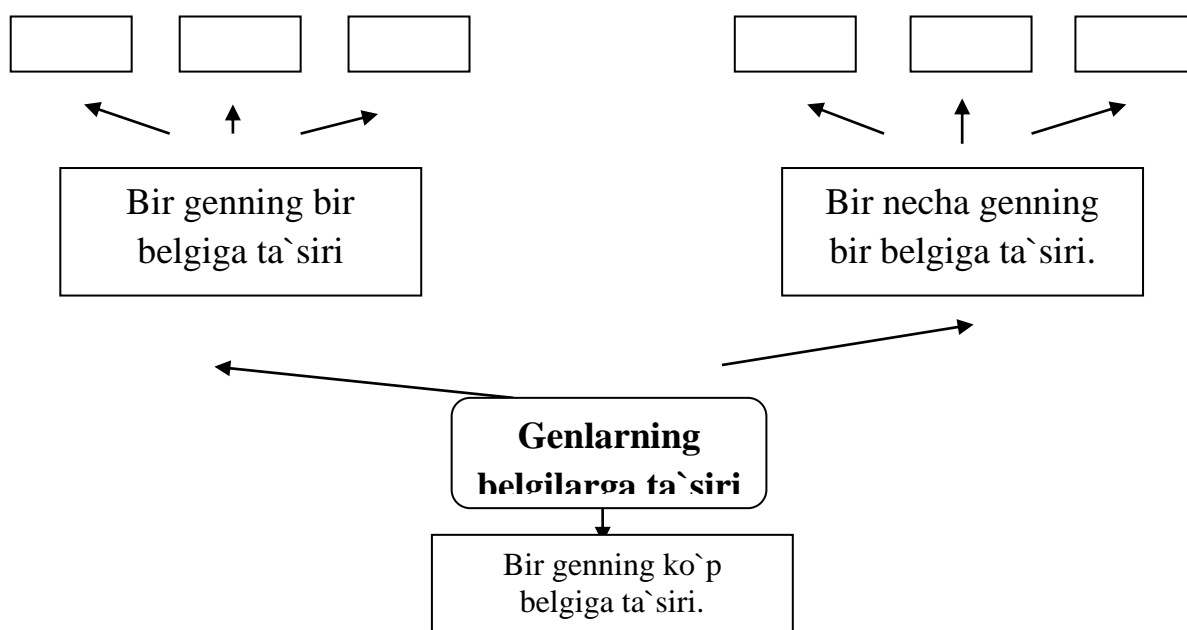 Bir genning bir
belgiga ta`siri
Bir necha genning
bir belgiga ta`siri.
Genlarning
belgilarga ta`siri
Bir genning ko`p
belgiga ta`siri.